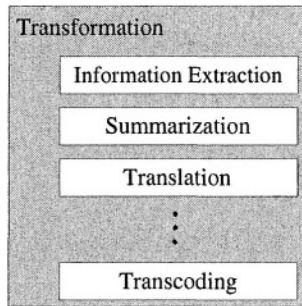 Transformation
Information Extraction
Summarization
Translation
Transcoding